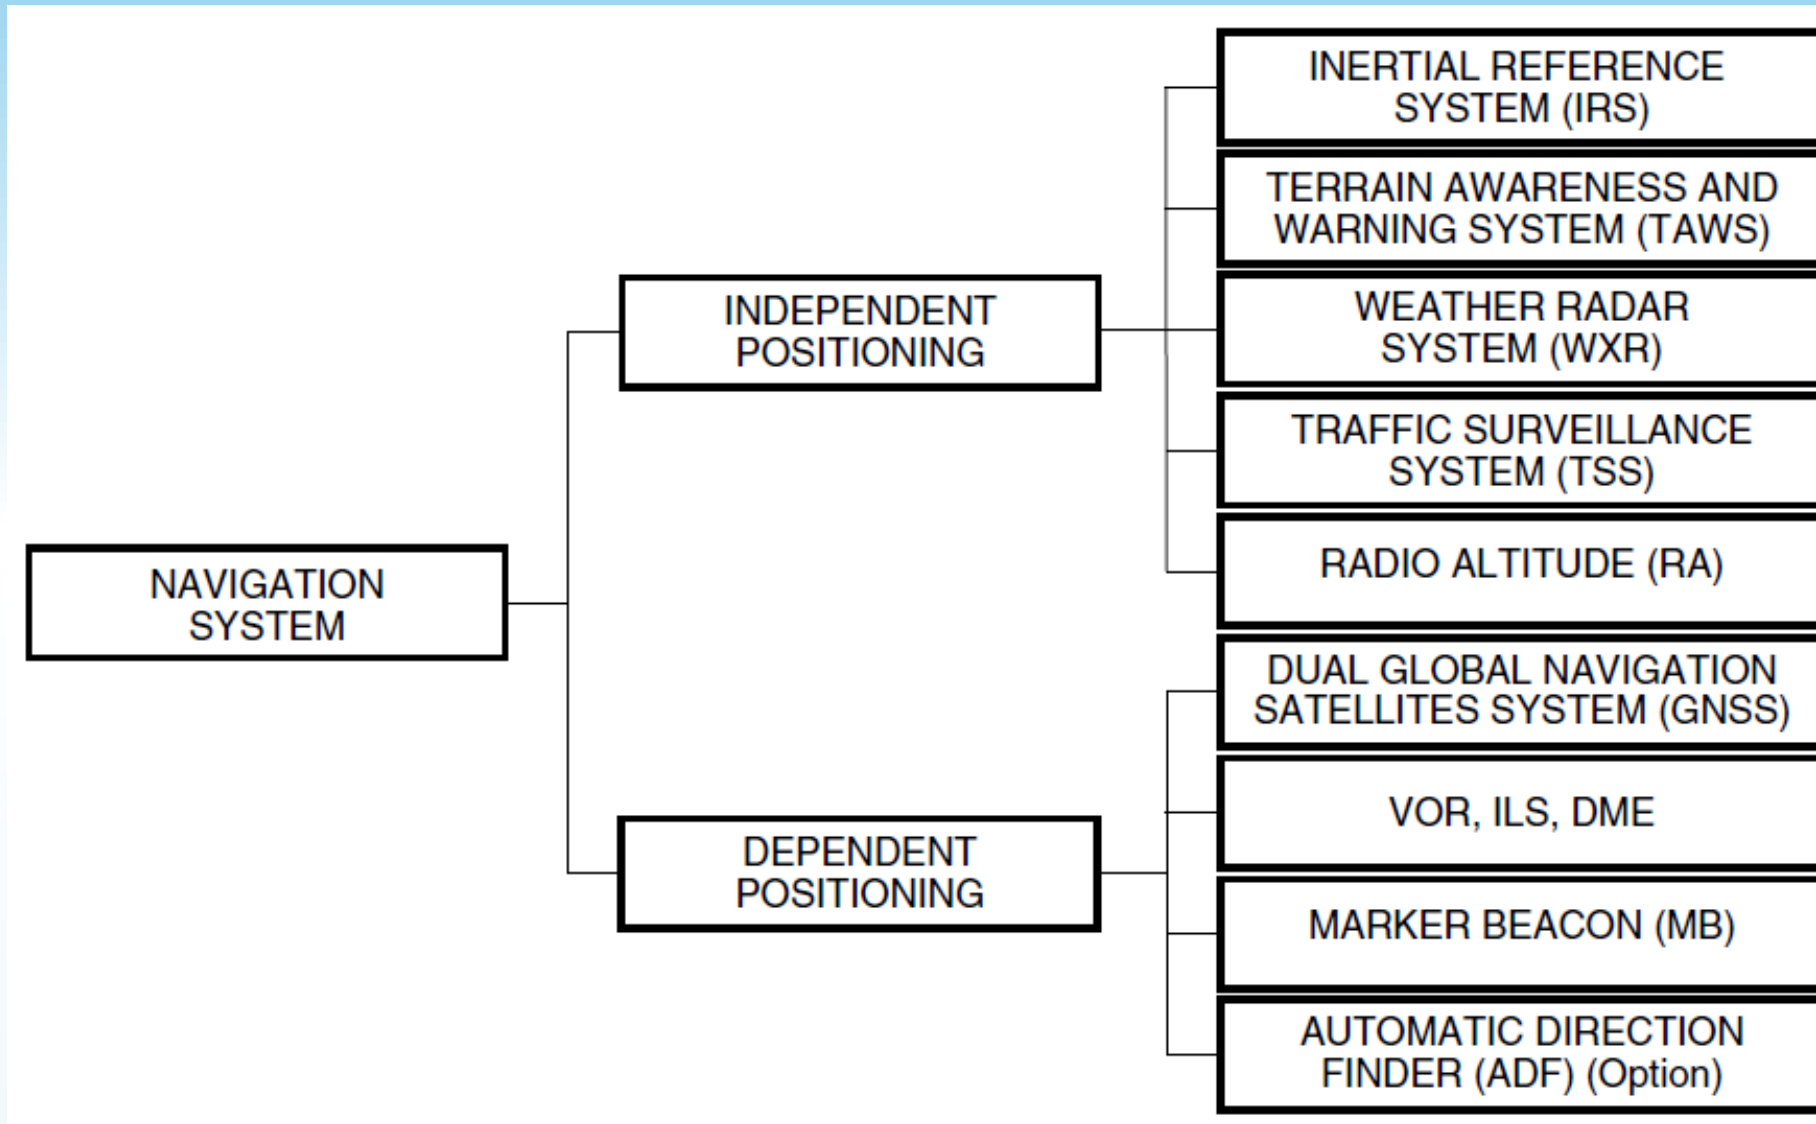 NAVIGATION
SYSTEM
INDEPENDENT
POSITIONING
INERTIAL REFERENCE
SYSTEM (IRS)
TERRAIN AWARENESS AND
WARNING SYSTEM (TAWS)
WEATHER RADAR
SYSTEM (WXR)
TRAFFIC SURVEILLANCE
SYSTEM (TSS)
RADIO ALTITUDE (RA)
DEPENDENT
POSITIONING
DUAL GLOBAL NAVIGATION
SATELLITES SYSTEM (GNSS)
VOR, ILS, DME
MARKER BEACON (MB)
AUTOMATIC DIRECTION
FINDER (ADF) (Option)